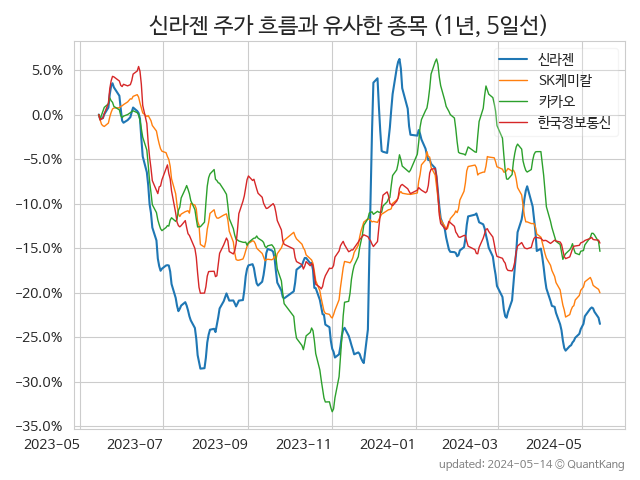 신라젠 주가 흐름과 유사한 종목 (1년, 5일선)
신라젠
SK케미칼
카카오
한국정보통신
5.0%
0.0%
−5.0%
−10.0%
−15.0%
−20.0%
−25.0%
−30.0%
−35.0%
2023-05 2023-07 2023-09 2023-11 2024-01 2024-03 2024-05
updated: 2024-05-14 © QuantKang